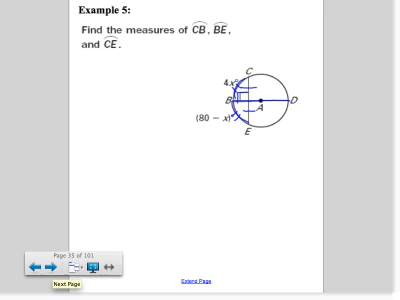 Example 5:
Find the measures of CB, BE,
and CE.
C
4x°
B
D
A
(80 − x)°
E
Page 35 of 101
Next Page
Extend Page